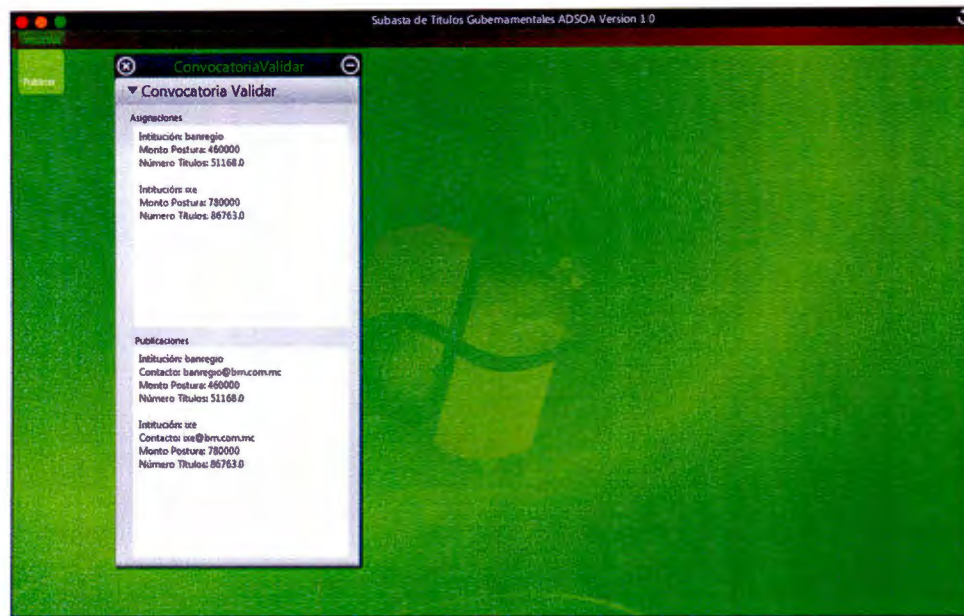 Subasta de Titulos Gubernamentales ADSOA Version 1.0
Publicar
ConvocatoriaValidar
Convocatoria Validar
Asignaciones
Intitución: banregio
Monto Postura: 460000
Número Titulos: 51168.0
Intitución: ixe
Monto Postura: 780000
Numero Titulos: 86763.0
Publicaciones
Intitución: banregio
Contacto: banregio@bm.com.mc
Monto Postura: 460000
Número Titulos: 51168.0
Intitución: ixe
Contacto: ixe@bm.com.mc
Monto Postura: 780000
Número Titulos: 86763.0